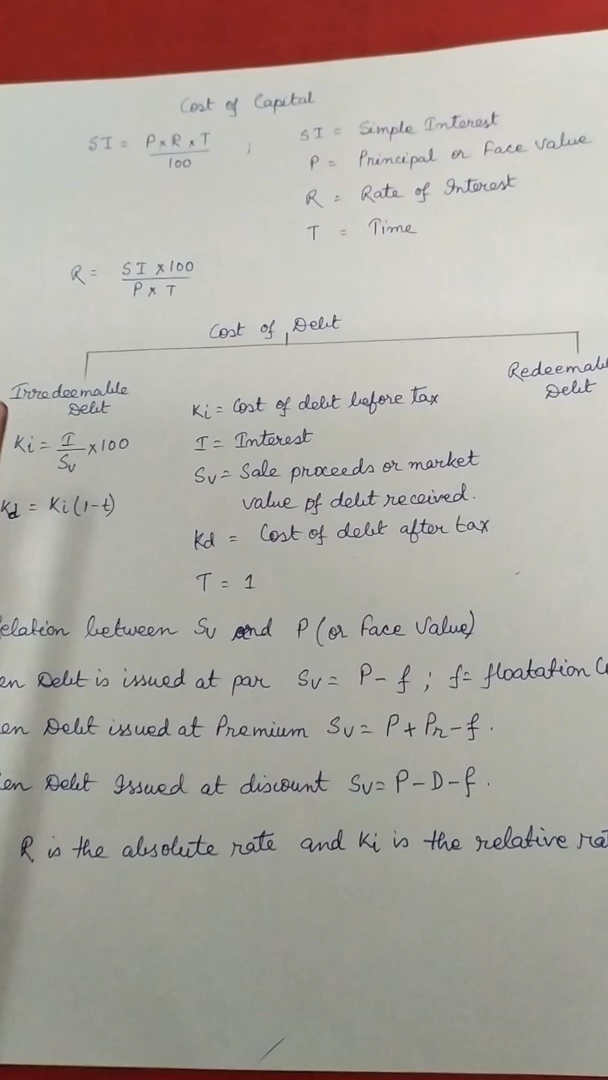 Cost of Capital
SI = P×R×T / 100 ; SI = Simple Interest
P = Principal or Face Value
R = Rate of Interest
T = Time
R = SI × 100 / P × T
Cost of Debt
Irredeemable Debt
Ki = I / Sv × 100
Kd = Ki (1-t)
Ki = Cost of debt before tax
I = Interest
Sv = Sale proceeds or market
value of debt received.
Kd = Cost of debt after tax
T = 1
Redeemabl
Debt
elation between Sv and P (or Face Value)
en Debt is issued at par Sv = P - f ; f = floatation C
en Debt issued at Premium Sv = P + Pr - f.
en Debt Issued at discount Sv = P - D - f.
R is the absolute rate and Ki is the relative ra